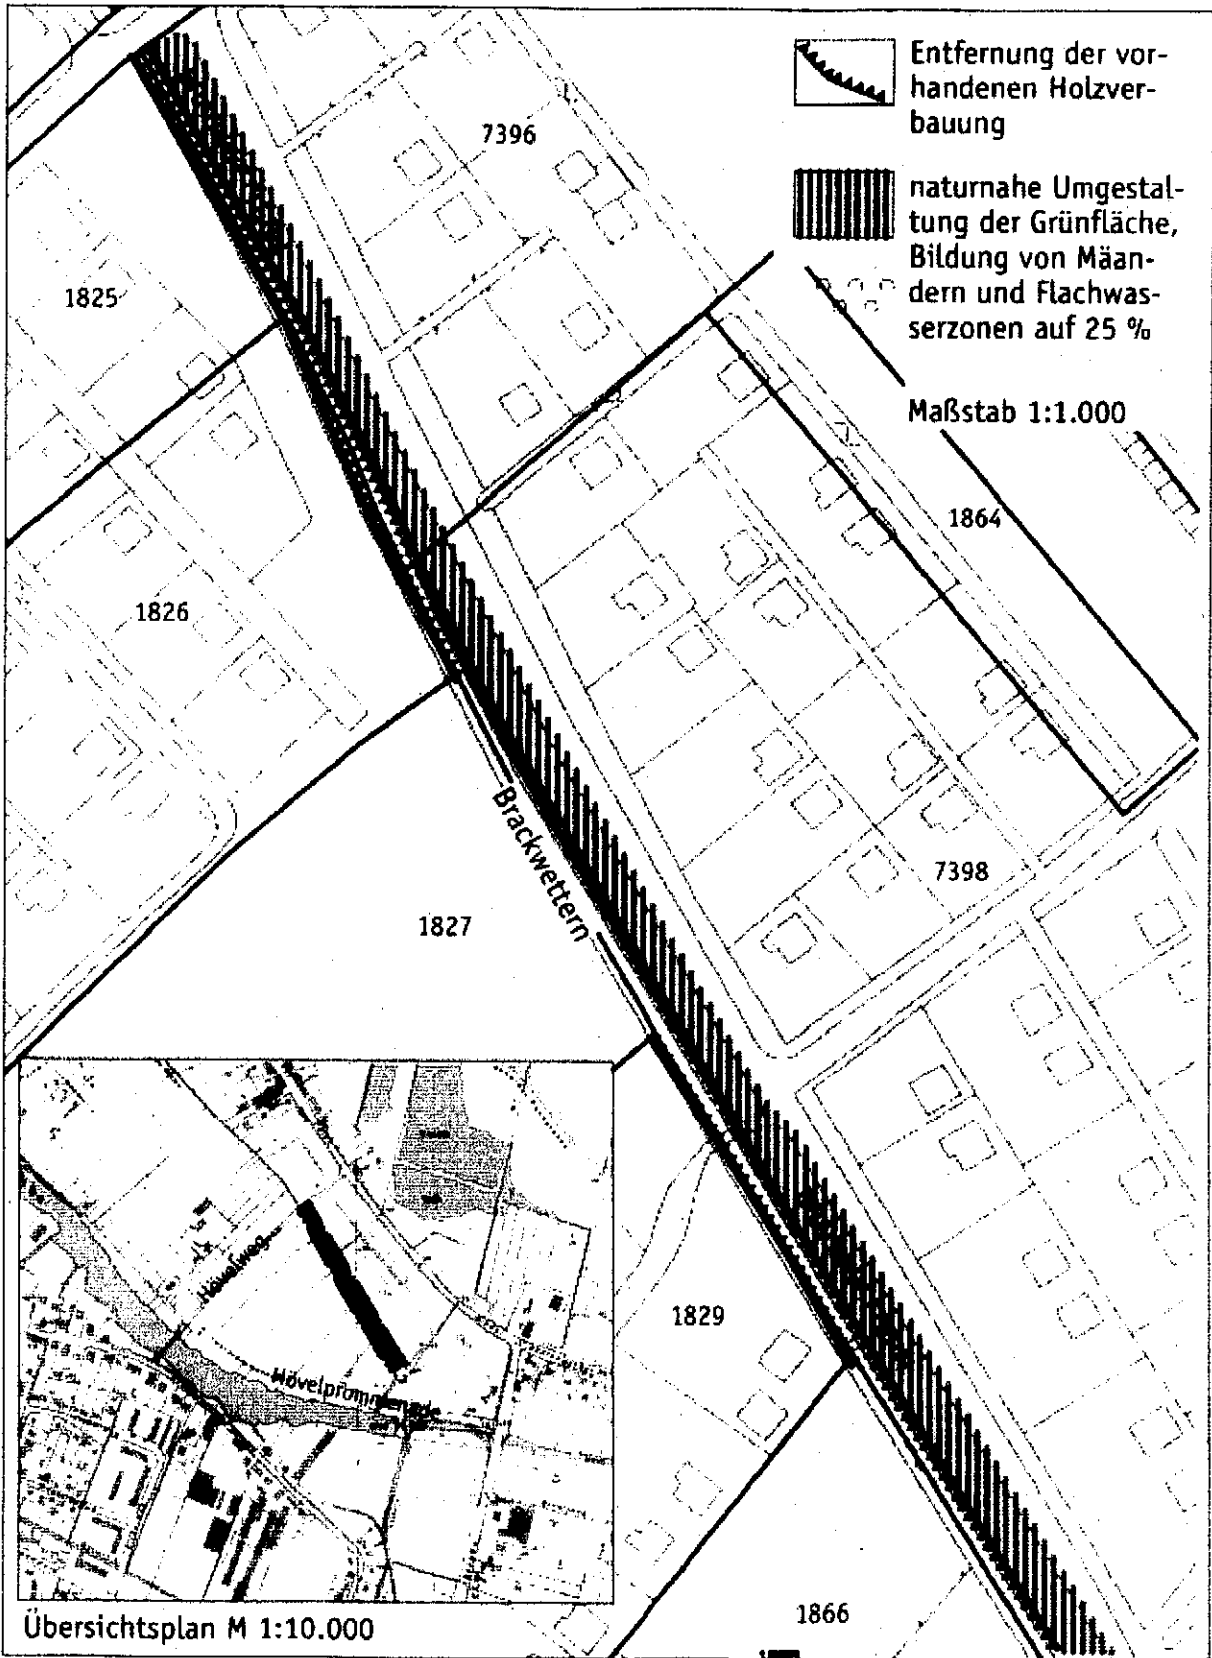 Entfernung der vor-
handenen Holzver-
bauung
naturnahe Umgestal-
tung der Grünfläche,
Bildung von Mäan-
dern und Flachwas-
serzonen auf 25 %
Maßstab 1:1.000
7396
1825
1864
1826
Brackwettern
7398
1827
1829
1866
Hövelweg
Hövelpromenade
Übersichtsplan M 1:10.000